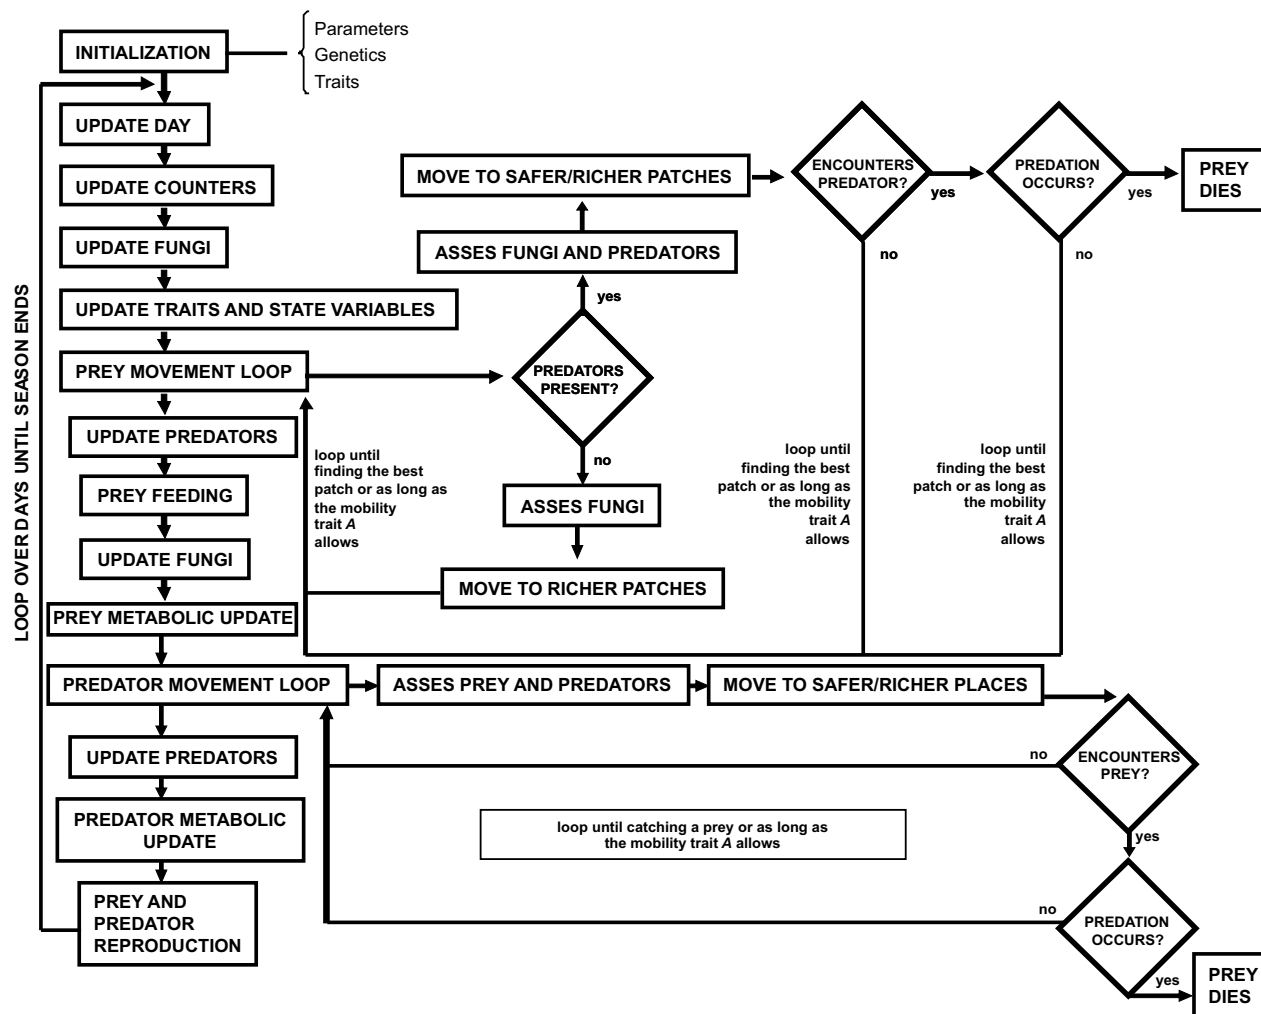 INITIALIZATION
Parameters
Genetics
Traits
UPDATE DAY
UPDATE COUNTERS
UPDATE FUNGI
UPDATE TRAITS AND STATE VARIABLES
PREY MOVEMENT LOOP
UPDATE PREDATORS
PREY FEEDING
UPDATE FUNGI
PREY METABOLIC UPDATE
PREDATOR MOVEMENT LOOP
UPDATE PREDATORS
PREDATOR METABOLIC
UPDATE
PREY AND
PREDATOR
REPRODUCTION
LOOP OVER DAYS UNTIL SEASON ENDS
MOVE TO SAFER/RICHER PATCHES
ASSES FUNGI AND PREDATORS
yes
PREDATORS
PRESENT?
no
ASSES FUNGI
MOVE TO RICHER PATCHES
loop until
finding the best
patch or as long as
the mobility
trait A
allows
ENCOUNTERS
PREDATOR?
yes
no
PREDATION
OCCURS?
yes
no
PREY
DIES
loop until
finding the best
patch or as long as
the mobility
trait A
allows
loop until
finding the best
patch or as long as
the mobility
trait A
allows
ASSES PREY AND PREDATORS
MOVE TO SAFER/RICHER PLACES
ENCOUNTERS
PREY?
no
yes
loop until catching a prey or as long as
the mobility trait A allows
PREDATION
OCCURS?
no
yes
PREY
DIES